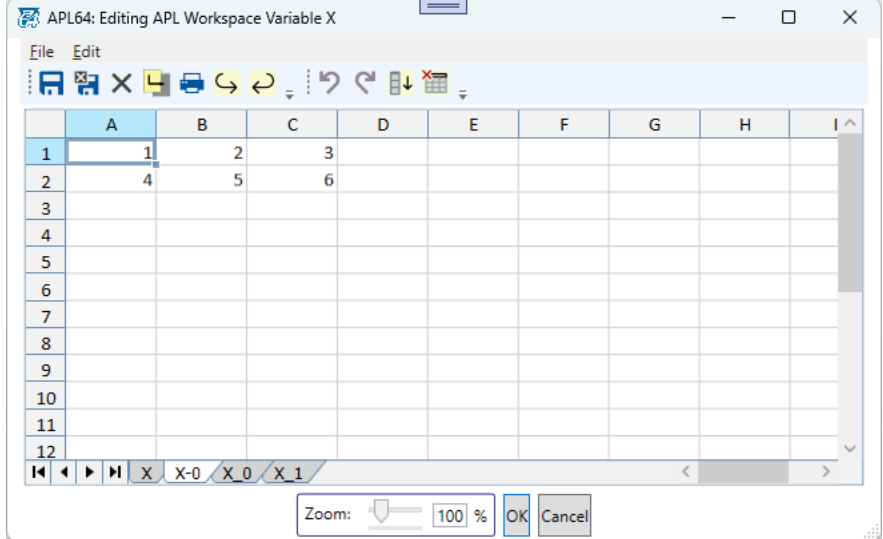 APL64: Editing APL Workspace Variable X
File Edit
A B C D E F G H I
1 1 2 3
2 4 5 6
3
4
5
6
7
8
9
10
11
12
X X-0 X_0 X_1
Zoom: 100 % OK Cancel